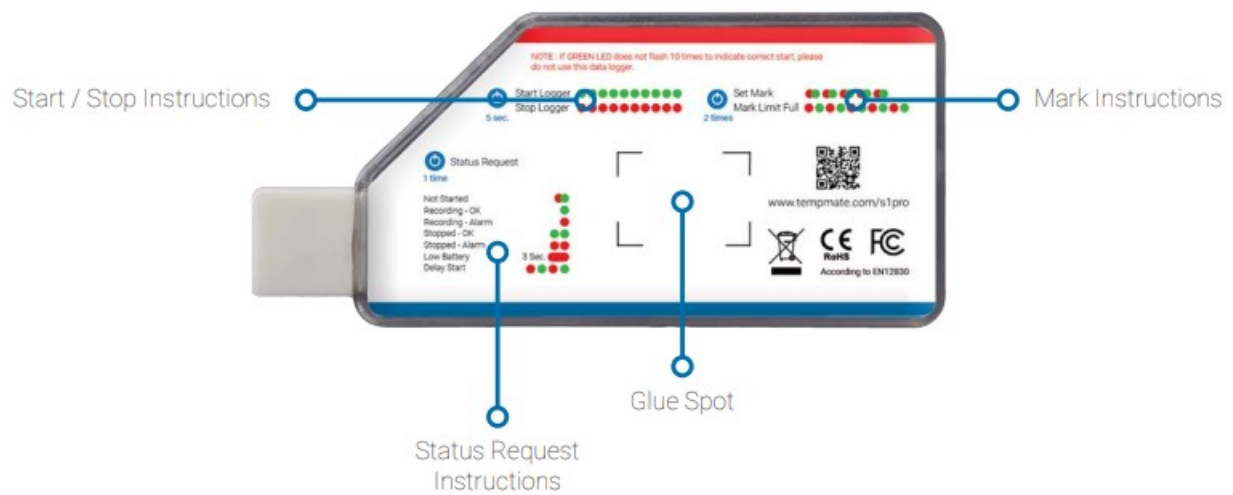 NOTE : If GREEN LED does not flash 10 times to indicate correct start, please
do not use this data logger.
Start / Stop Instructions
Start Logger
Stop Logger
5 sec.
Set Mark
Mark Limit Full
2 times
Mark Instructions
Status Request
1 time
Not Started
Recording - OK
Recording - Alarm
Stopped - OK
Stopped - Alarm
Low Battery 3 Sec.
Delay Start
www.tempmate.com/s1pro
CE FC
RoHS
According to EN12830
Glue Spot
Status Request
Instructions